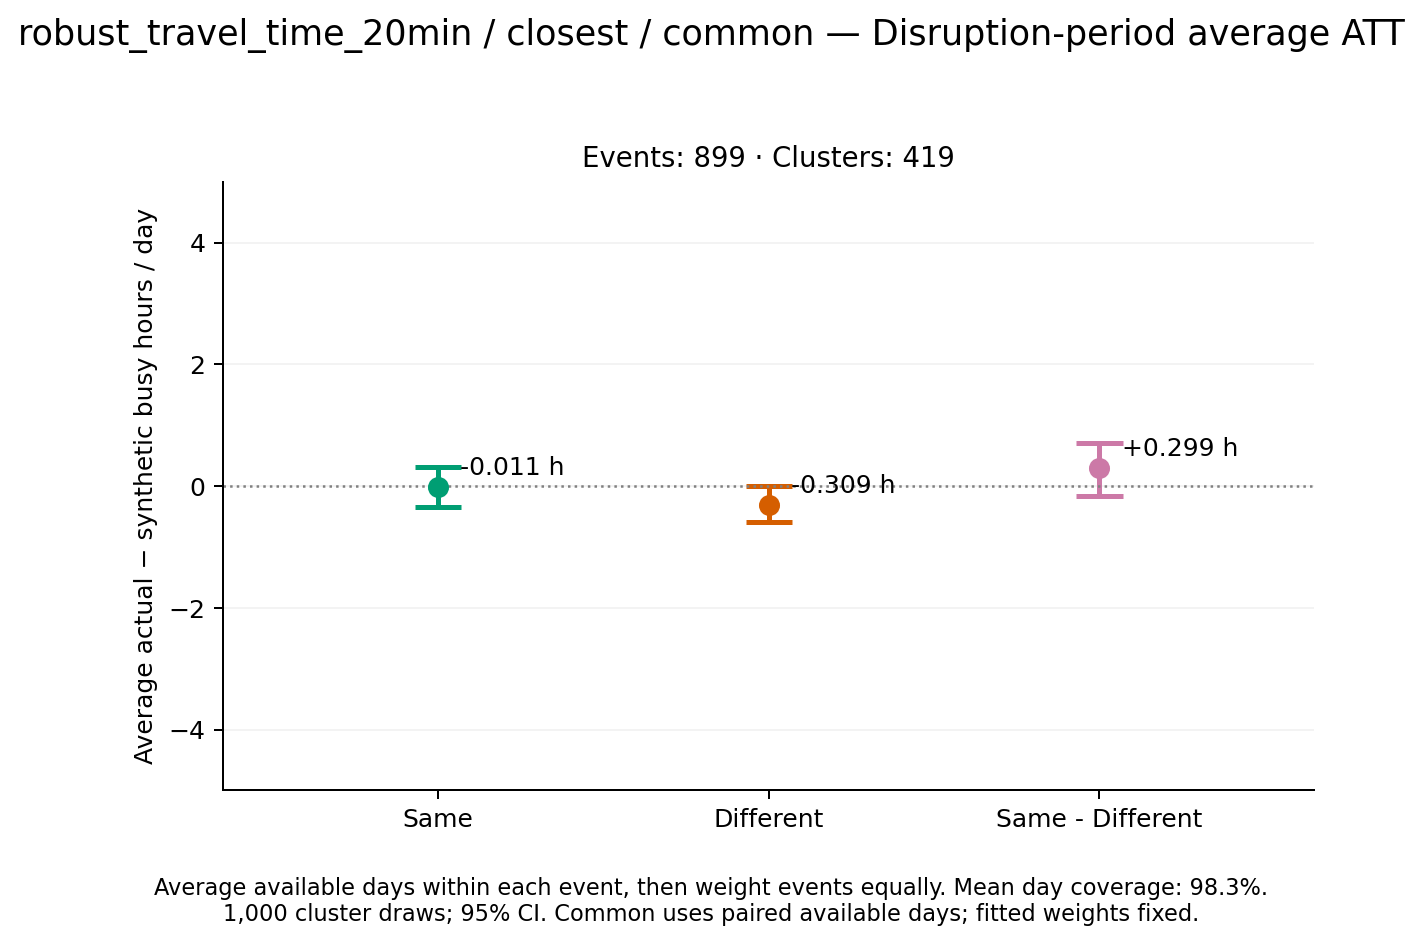 robust_travel_time_20min / closest / common — Disruption-period average ATT
Events: 899 · Clusters: 419
Average actual − synthetic busy hours / day
4
2
0
−2
−4
-0.011 h
-0.309 h
+0.299 h
Same
Different
Same - Different
Average available days within each event, then weight events equally. Mean day coverage: 98.3%.
1,000 cluster draws; 95% CI. Common uses paired available days; fitted weights fixed.